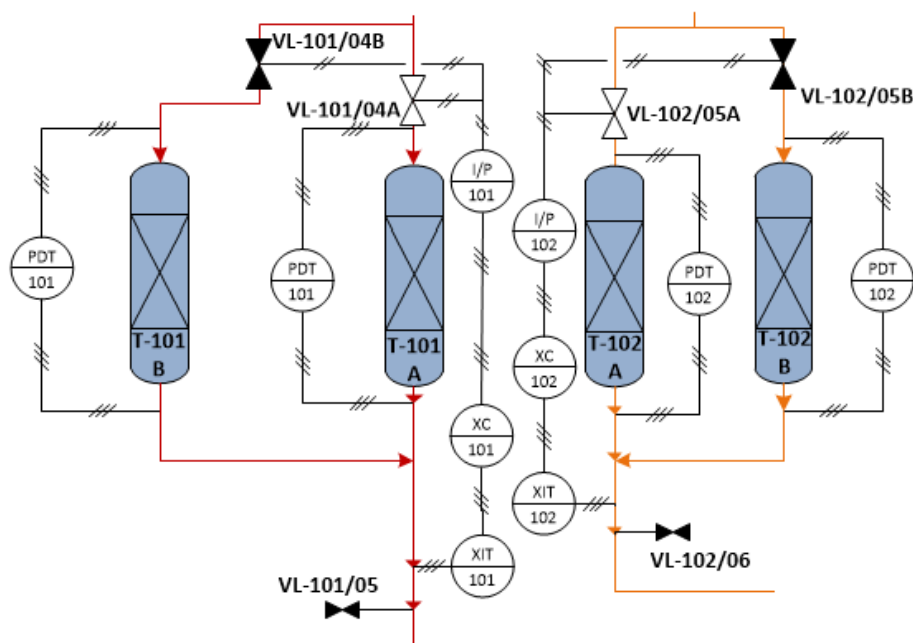 VL-101/04B
VL-101/04A
VL-102/05A
VL-102/05B
I/P
101
I/P
102
PDT
101
PDT
101
PDT
102
PDT
102
T-101
B
T-101
A
T-102
A
T-102
B
XC
101
XC
102
XIT
101
XIT
102
VL-101/05
VL-102/06